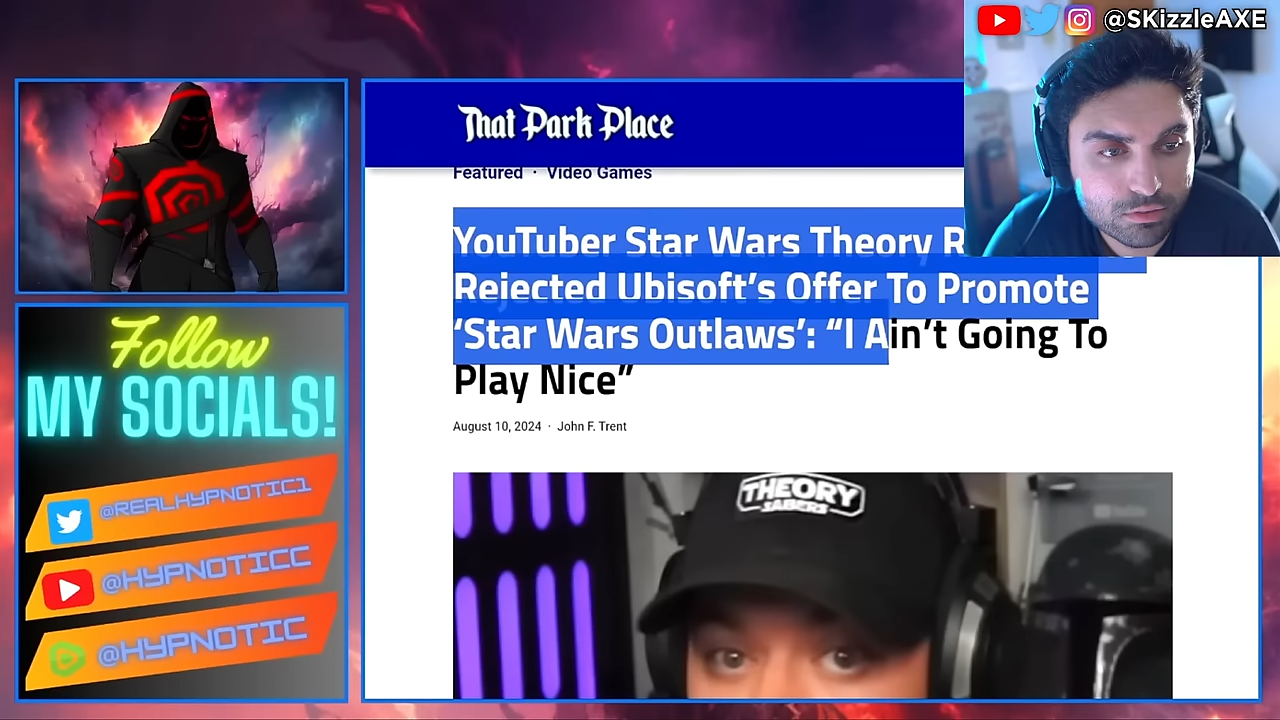 @SKizzleAXE
That Park Place
Featured · Video Games
YouTuber Star Wars Theory R
Rejected Ubisoft’s Offer To Promote
‘Star Wars Outlaws’: “I Ain’t Going To
Play Nice”
August 10, 2024 · John F. Trent
THEORY
SABERS
Follow
MY SOCIALS!
@REALHYPNOTIC1
@HYPNOTICC
@HYPNOTIC